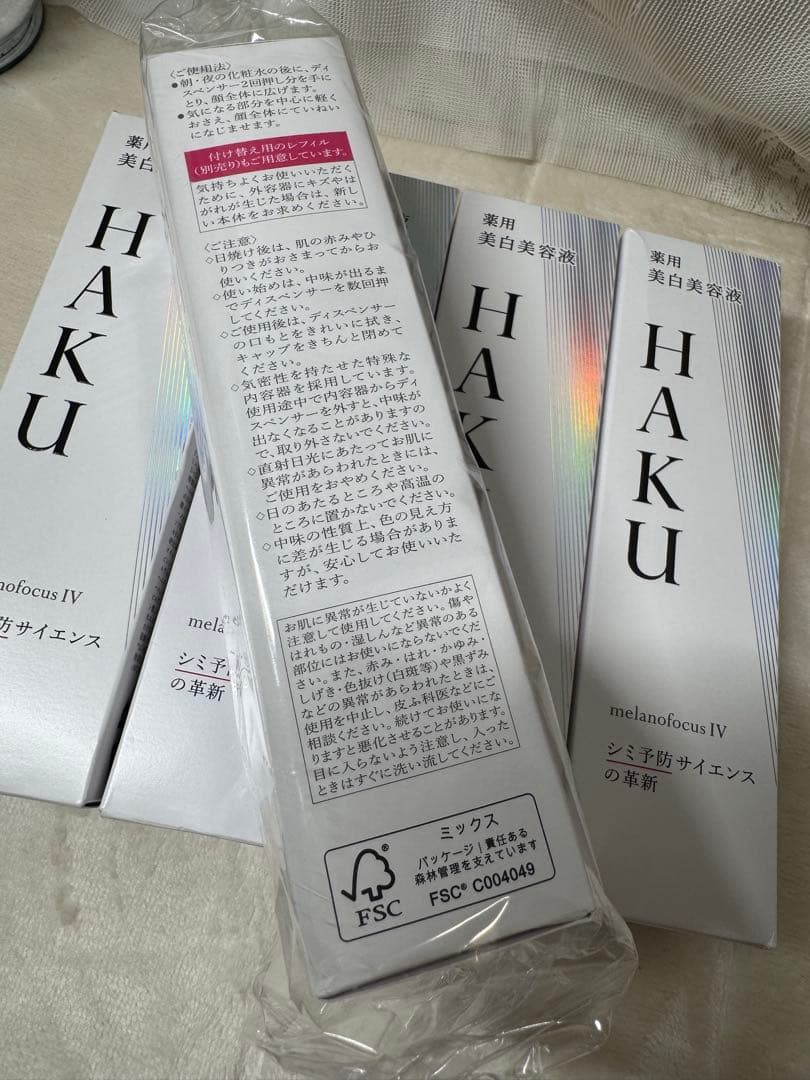 〈ご使用法〉
●朝・夜の化粧水の後に、ディ
スペンサー2回押し分を手に
とり、顔全体に広げます。
●気になる部分を中心に軽く
おさえ、顔全体にていねい
になじませます。
付け替え用のレフィル
(別売り)もご用意しています。
気持ちよくお使いいただく
ために、外容器にキズやは
がれが生じた場合は、新し
い本体をお求めください。
〈ご注意〉
◇日焼け後は、肌の赤みやひ
りつきがおさまってからお
使いください。
◇使い始めは、中味が出るま
でディスペンサーを数回押
してください。
◇ご使用後は、ディスペンサー
の口もとをきれいに拭き、
キャップをきちんと閉めて
ください。
◇気密性を持たせた特殊な
内容器を採用しています。
使用途中で内容器からディ
スペンサーを外すと、中味が
出なくなることがありますの
で、取り外さないでください。
◇直射日光にあたってお肌に
異常があらわれたときには、
ご使用をおやめください。
◇日のあたるところや高温の
ところに置かないでください。
◇中味の性質上、色の見え方
に差が生じる場合がありま
すが、安心してお使いいた
だけます。
お肌に異常が生じていないかよく
注意して使用してください。傷や
はれもの・湿しんなど異常のある
部位にはお使いにならないでくだ
さい。また、赤み・はれ・かゆみ・
しげき・色抜け(白斑等)や黒ずみ
などの異常があらわれたときは、
使用を中止し、皮ふ科医などにご
相談ください。続けてお使いにな
りますと悪化することがあります。
目に入らないよう注意し、入った
ときはすぐに洗い流してください。
FSC
ミックス
パッケージ|責任ある
森林管理を支えています
FSC® C004049
薬用
美白美
HAKU
nofocus IV
防サイエンス
mela
シミ予防
の革新
液
薬用
美白美容液
HAK
薬用
美白美容液
HAKU
melanofocus IV
シミ予防サイエンス
の革新